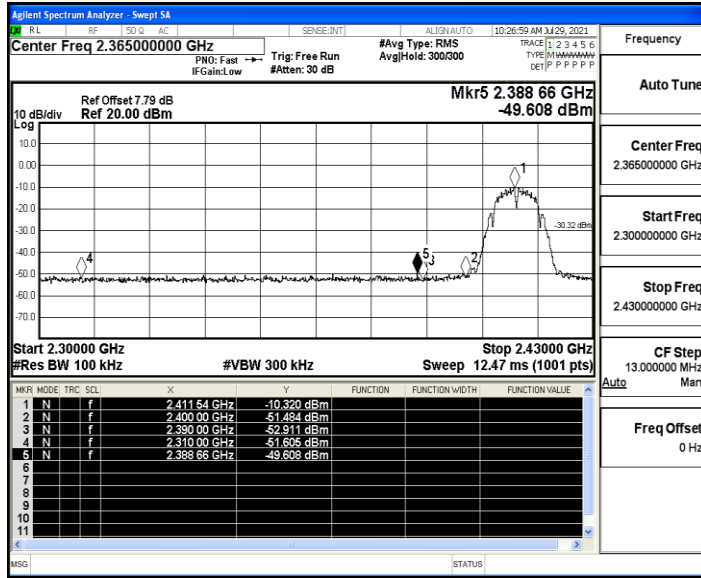 Agilent Spectrum Analyzer - Swept SA
RL RF 50 Ω AC SENSE:INT ALIGNAUTO 10:26:59 AM Jul 29, 2021
Center Freq 2.365000000 GHz
PNO: Fast
IFGain:Low
Trig: Free Run
#Atten: 30 dB
#Avg Type: RMS
Avg|Hold: 300/300
TRACE 1 2 3 4 5 6
TYPE M WWWWW
DET P P P P P P
Mkr5 2.388 66 GHz
-49.608 dBm
Ref Offset 7.79 dB
10 dB/div Ref 20.00 dBm
Log
10.0
0.00
-10.0
-20.0
-30.0
-40.0
-50.0
-60.0
-70.0
1
2
3
4
5
-30.32 dBm
Start 2.30000 GHz Stop 2.43000 GHz
#Res BW 100 kHz #VBW 300 kHz Sweep 12.47 ms (1001 pts)
MKR MODE TRC SCL X Y FUNCTION FUNCTION WIDTH FUNCTION VALUE
1 N f 2.411 54 GHz -10.320 dBm
2 N f 2.400 00 GHz -51.484 dBm
3 N f 2.390 00 GHz -52.911 dBm
4 N f 2.310 00 GHz -51.605 dBm
5 N f 2.388 66 GHz -49.608 dBm
6
7
8
9
10
11
MSG STATUS
Frequency
Auto Tune
Center Freq
2.365000000 GHz
Start Freq
2.300000000 GHz
Stop Freq
2.430000000 GHz
CF Step
13.000000 MHz
Auto Man
Freq Offset
0 Hz